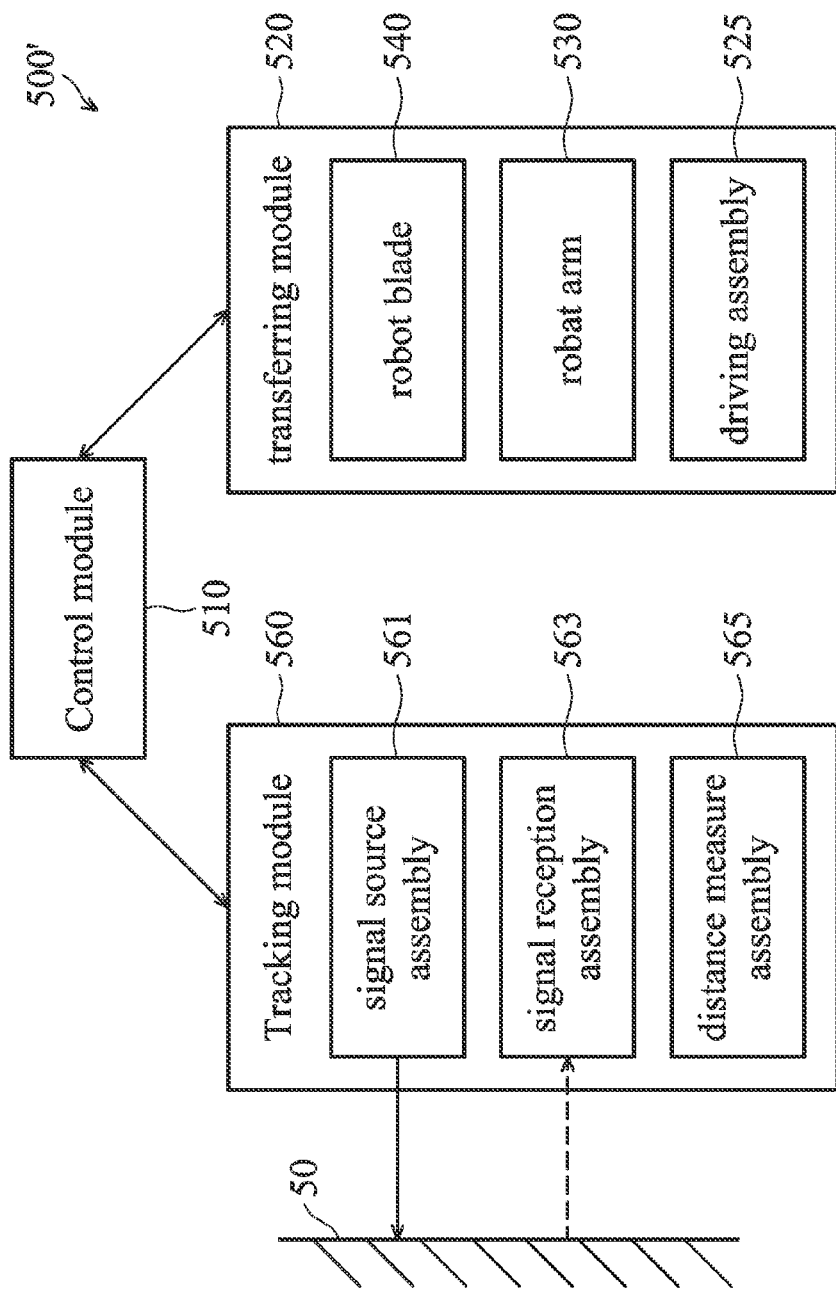 500'
Control module
510
Tracking module
560
signal source
assembly
561
signal reception
assembly
563
distance measure
assembly
565
50
transferring module
520
robot blade
540
robat arm
530
driving assembly
525